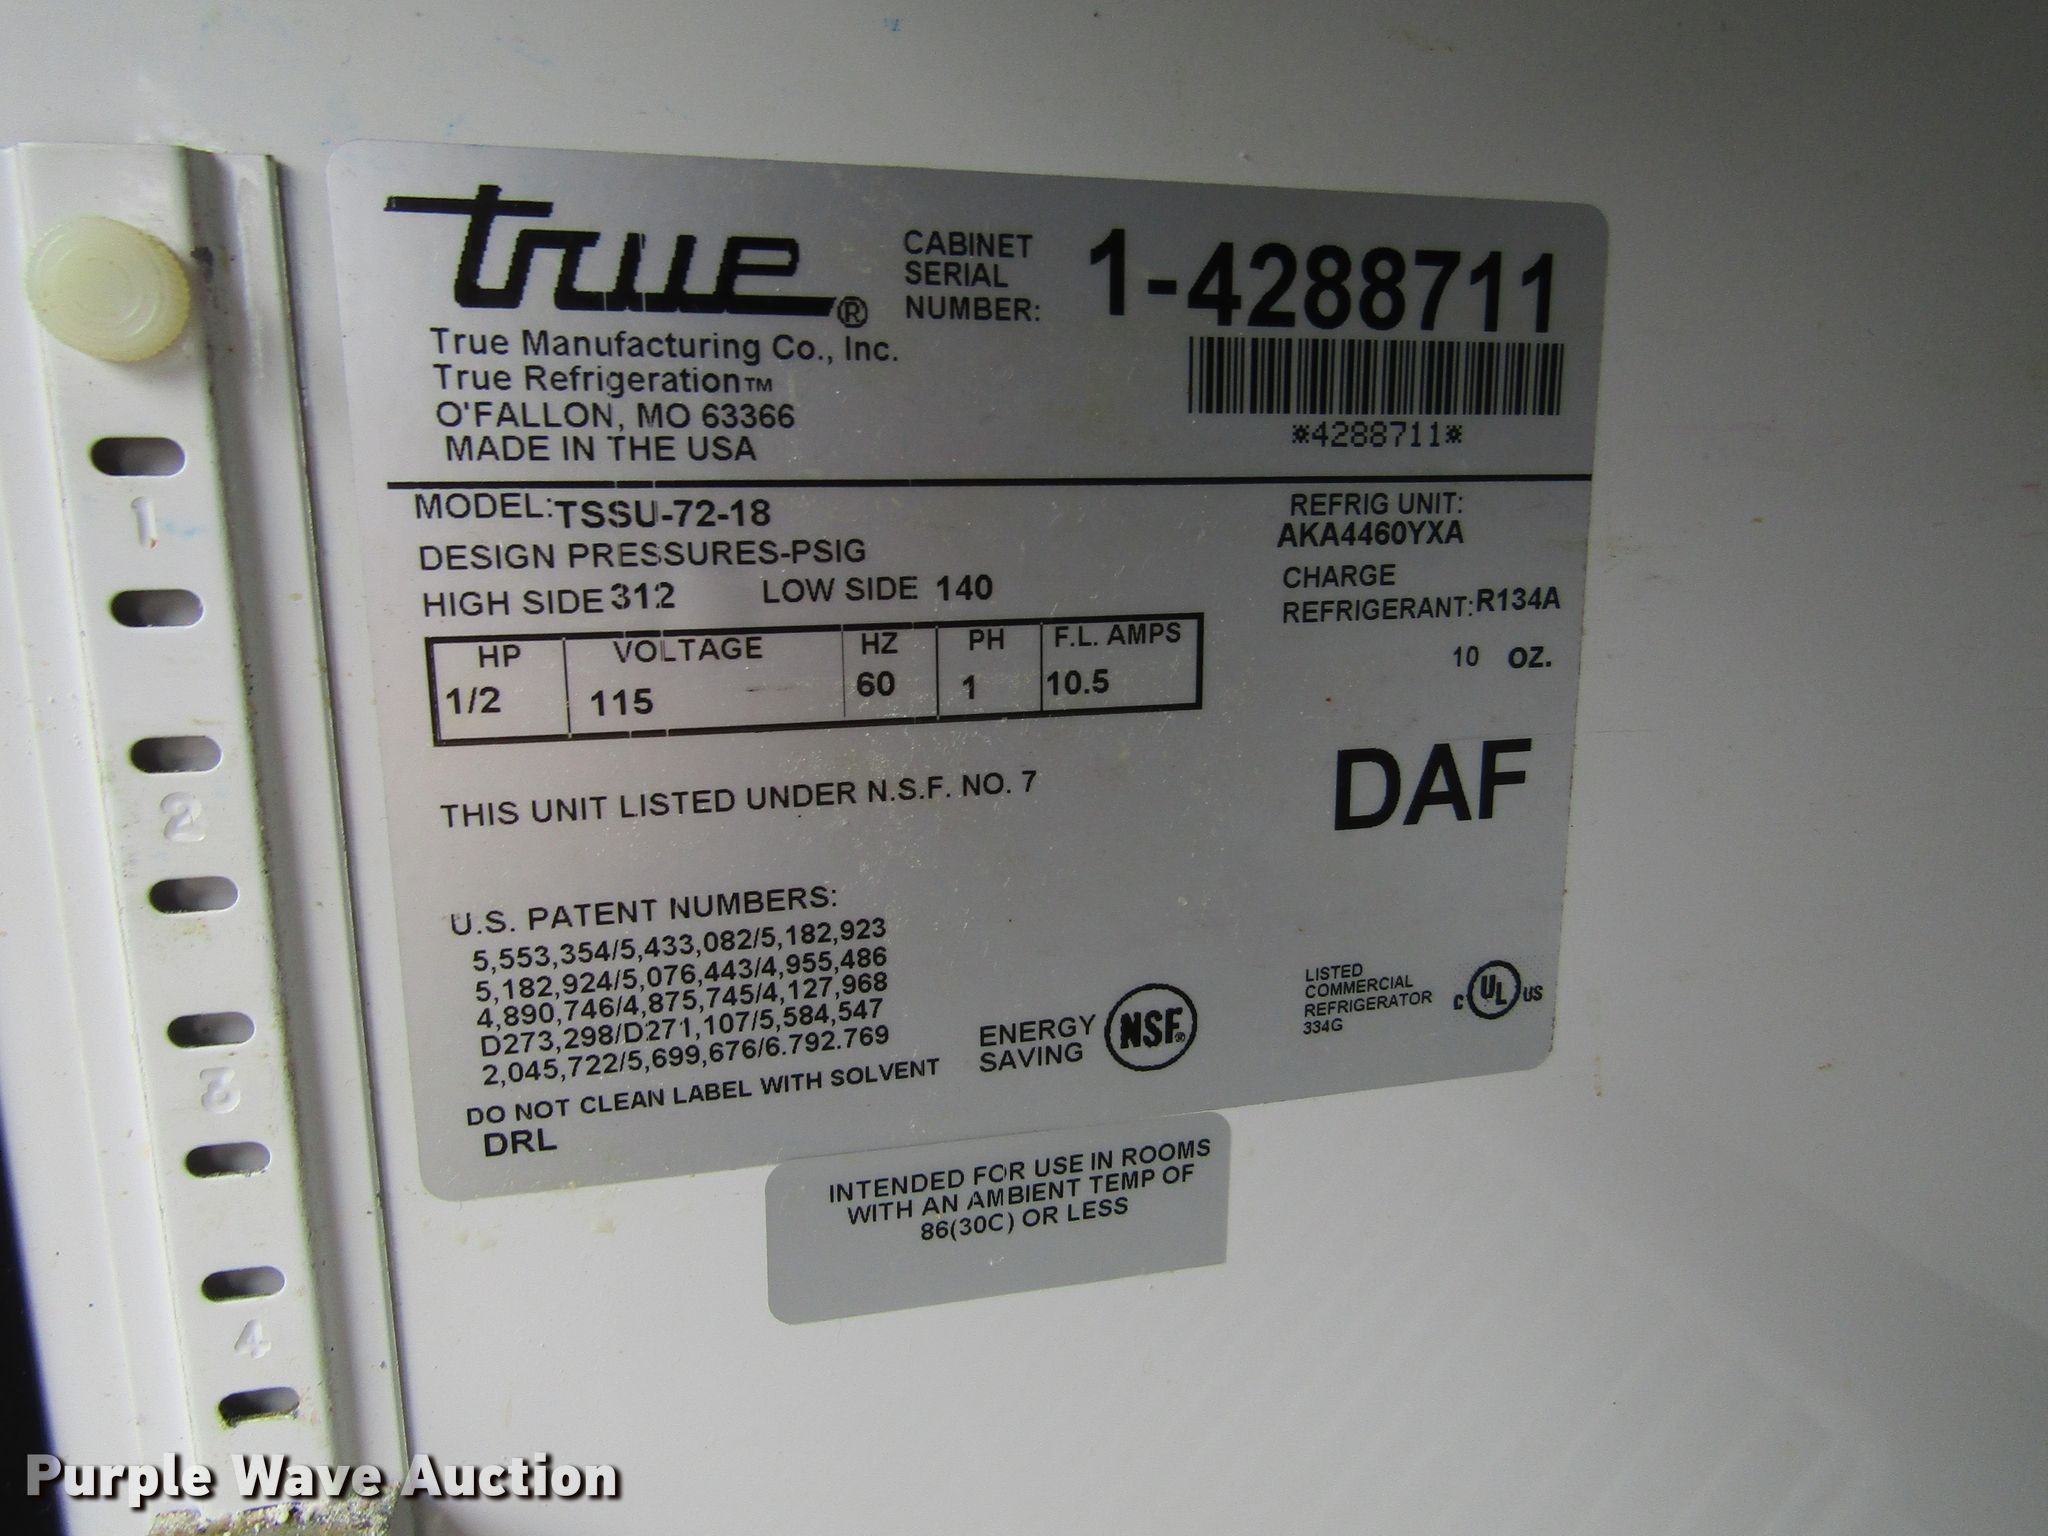 true®
True Manufacturing Co., Inc.
True Refrigeration™
O'FALLON, MO 63366
MADE IN THE USA
CABINET
SERIAL
NUMBER:
1-4288711
*4288711*
MODEL:TSSU-72-18
DESIGN PRESSURES-PSIG
HIGH SIDE 312 LOW SIDE 140
REFRIG UNIT:
AKA4460YXA
CHARGE
REFRIGERANT:R134A
10 OZ.
HP VOLTAGE HZ PH F.L. AMPS
1/2 115 60 1 10.5
THIS UNIT LISTED UNDER N.S.F. NO. 7
DAF
U.S. PATENT NUMBERS:
5,553,354/5,433,082/5,182,923
5,182,924/5,076,443/4,955,486
4,890,746/4,875,745/4,127,968
D273,298/D271,107/5,584,547
2,045,722/5,699,676/6.792.769
DO NOT CLEAN LABEL WITH SOLVENT
DRL
ENERGY
SAVING
NSF®
LISTED
COMMERCIAL
REFRIGERATOR
334G
C UL US
INTENDED FOR USE IN ROOMS
WITH AN AMBIENT TEMP OF
86(30C) OR LESS
1
2
3
4
Purple Wave Auction